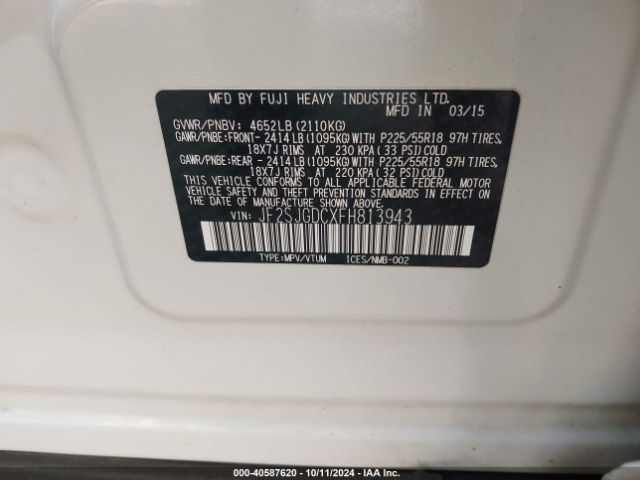 MFD BY FUJI HEAVY INDUSTRIES LTD.
MFD IN 03/15
GVWR/PNBV: 4652LB(2110KG)
GAWR/PNBE:FRONT- 2414LB(1095KG)WITH P225/55R18 97H TIRES,
18X7J RIMS AT 230 KPA(33 PSI)COLD
GAWR/PNBE:REAR - 2414LB(1095KG)WITH P225/55R18 97H TIRES,
18X7J RIMS AT 220 KPA(32 PSI)COLD
THIS VEHICLE CONFORMS TO ALL APPLICABLE FEDERAL MOTOR
VEHICLE SAFETY AND THEFT PREVENTION STANDARDS IN EFFECT ON
THE DATE OF MANUFACTURE SHOWN ABOVE.
VIN: JF2SJGDCXFH813943
TYPE:MPV/VTUM ICES/NMB-002
000-40587620 - 10/11/2024 - IAA Inc.